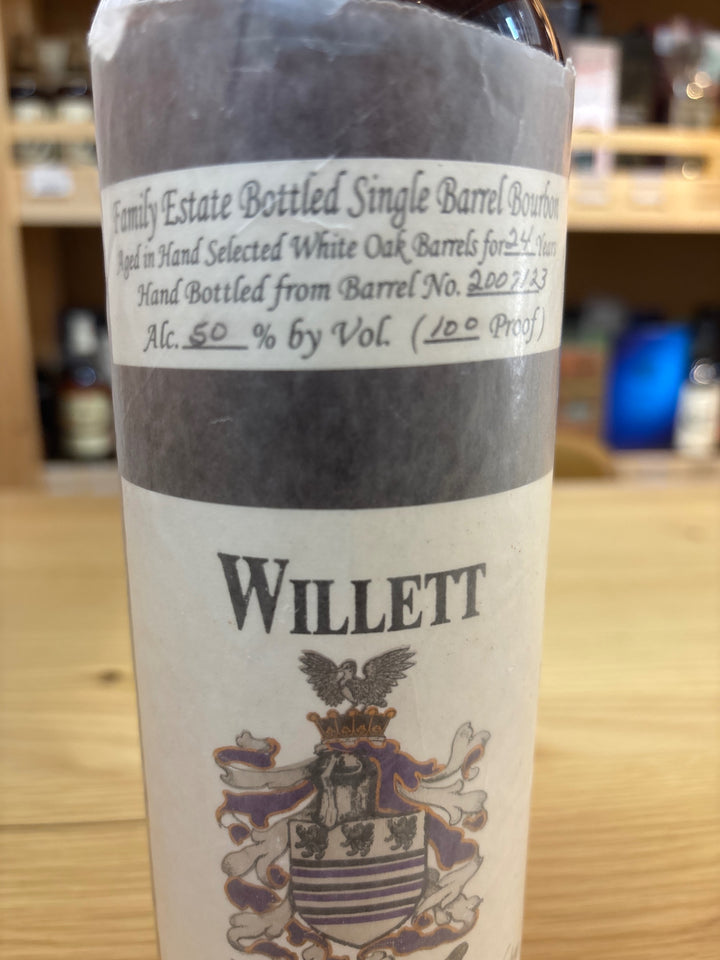 Family Estate Bottled Single Barrel Bourbon
Aged in Hand Selected White Oak Barrels for 24 Years
Hand Bottled from Barrel No. 2007123
Alc. 50 % by Vol. (100 Proof)
WILLETT